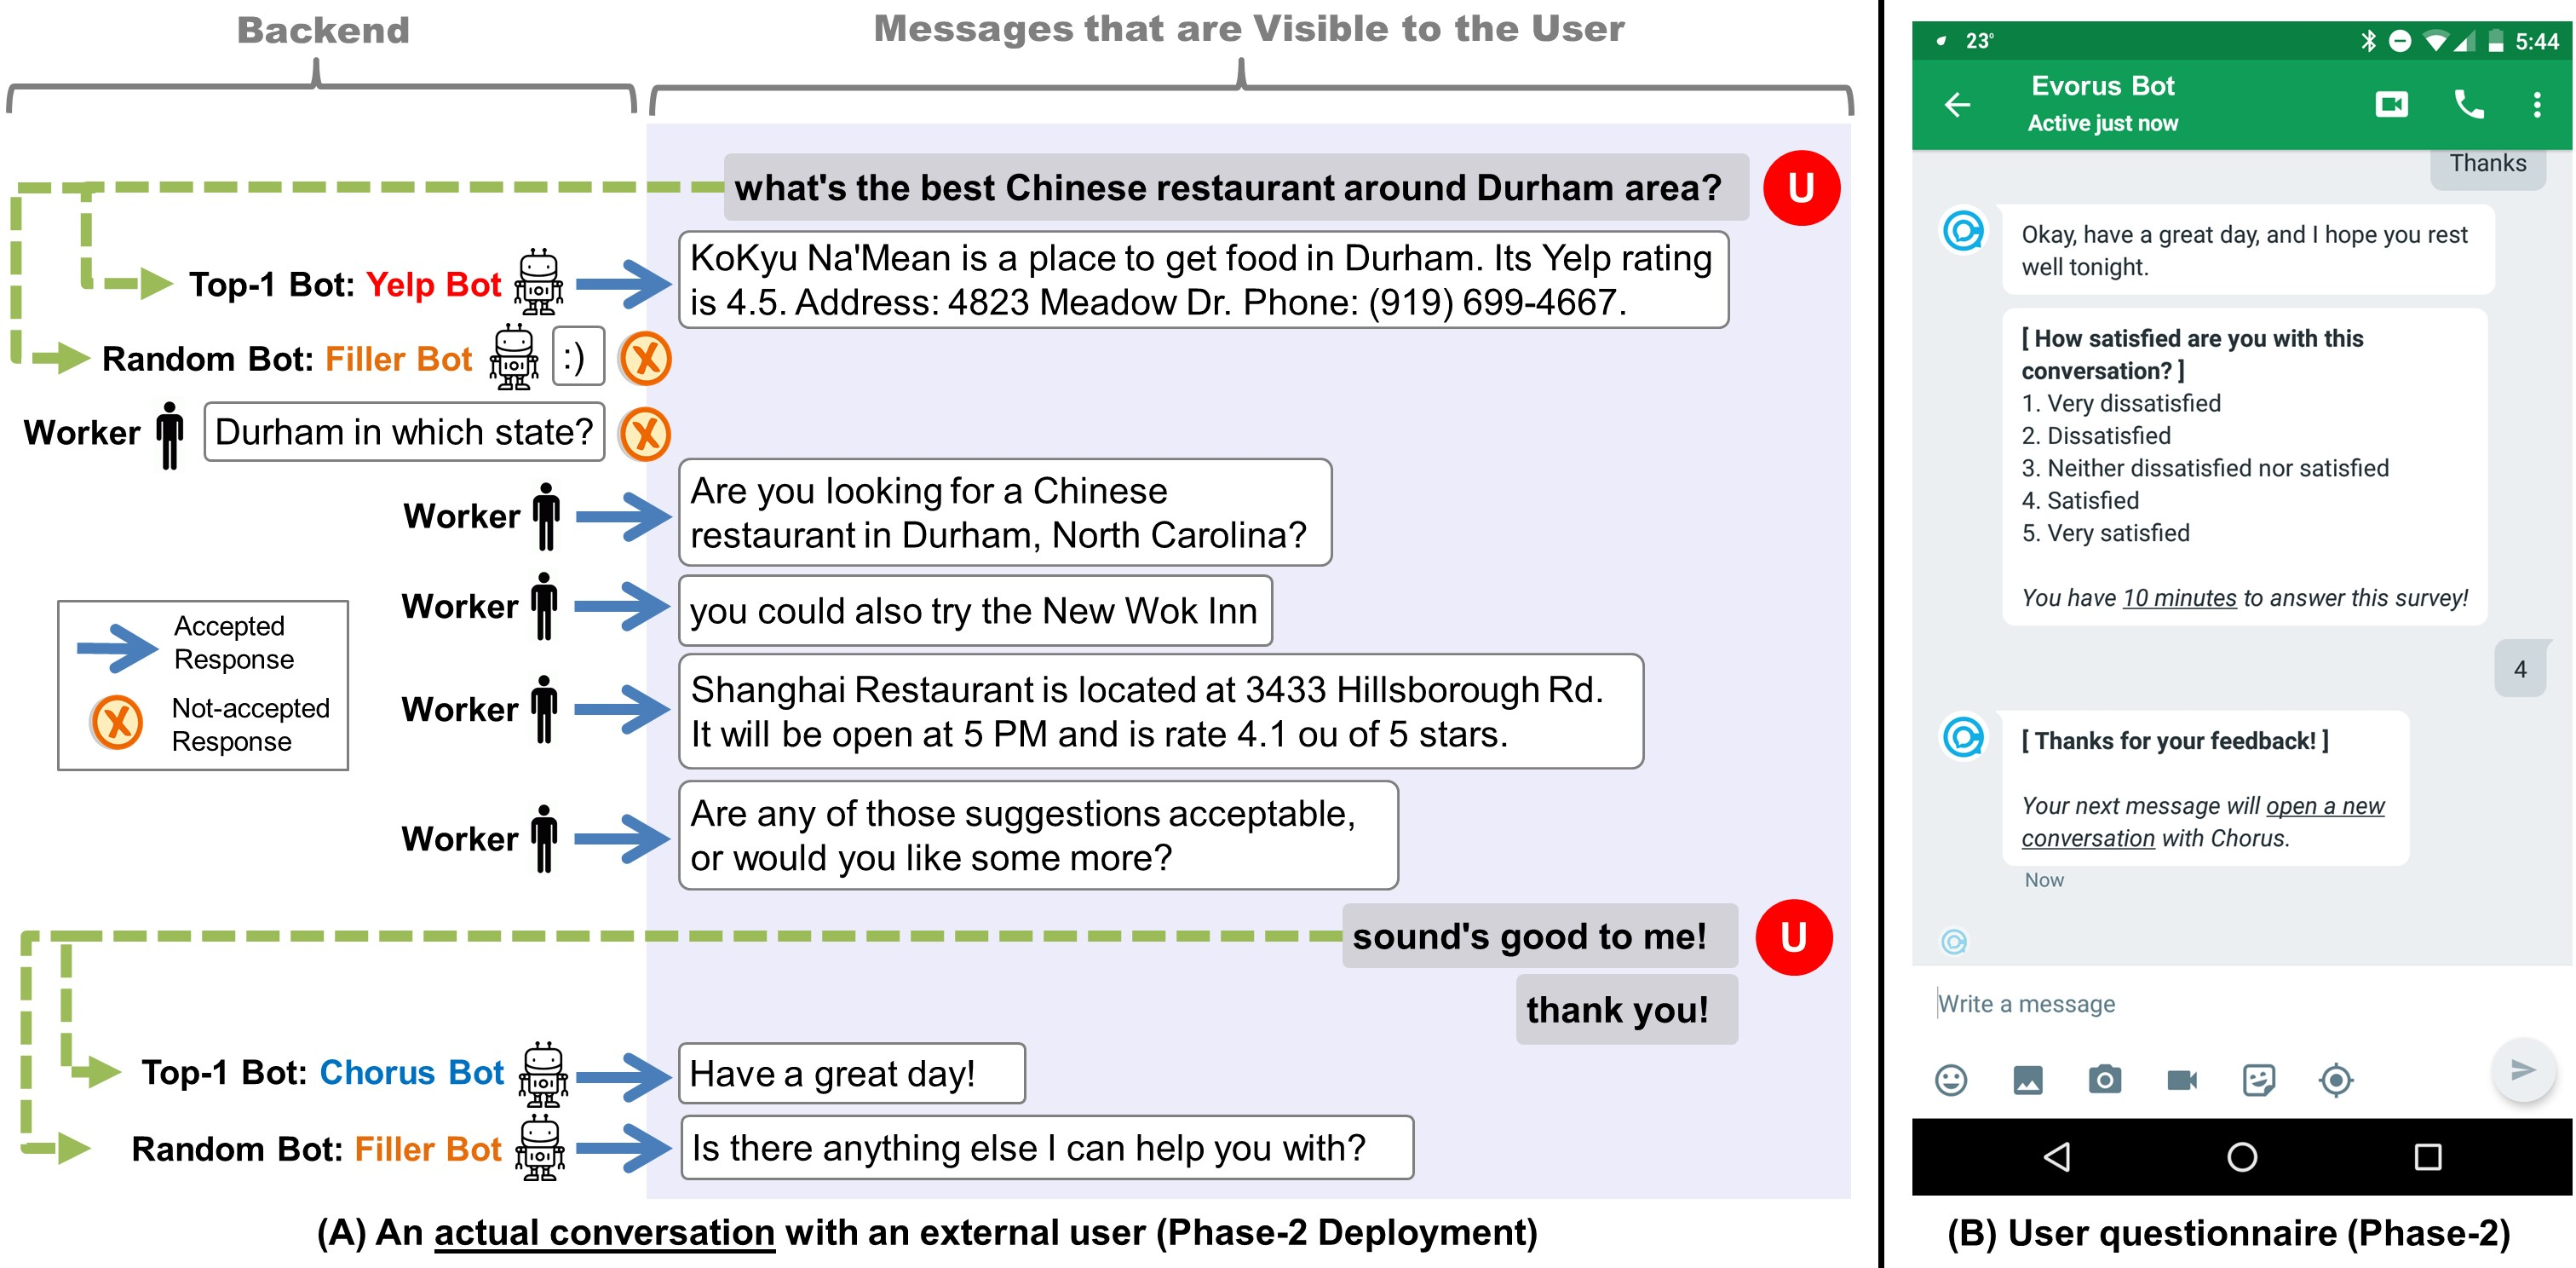 Backend
Messages that are Visible to the User
what's the best Chinese restaurant around Durham area?
U
Top-1 Bot: Yelp Bot
KoKyu Na'Mean is a place to get food in Durham. Its Yelp rating
is 4.5. Address: 4823 Meadow Dr. Phone: (919) 699-4667.
Random Bot: Filler Bot
:)
X
Worker
Durham in which state?
X
Worker
Are you looking for a Chinese
restaurant in Durham, North Carolina?
Worker
you could also try the New Wok Inn
Worker
Shanghai Restaurant is located at 3433 Hillsborough Rd.
It will be open at 5 PM and is rate 4.1 ou of 5 stars.
Worker
Are any of those suggestions acceptable,
or would you like some more?
Accepted
Response
X
Not-accepted
Response
sound's good to me!
U
thank you!
Top-1 Bot: Chorus Bot
Have a great day!
Random Bot: Filler Bot
Is there anything else I can help you with?
(A) An actual conversation with an external user (Phase-2 Deployment)
23°
5:44
Evorus Bot
Active just now
Thanks
Okay, have a great day, and I hope you rest
well tonight.
[ How satisfied are you with this
conversation? ]
1. Very dissatisfied
2. Dissatisfied
3. Neither dissatisfied nor satisfied
4. Satisfied
5. Very satisfied
You have 10 minutes to answer this survey!
4
[ Thanks for your feedback! ]
Your next message will open a new
conversation with Chorus.
Now
Write a message
(B) User questionnaire (Phase-2)